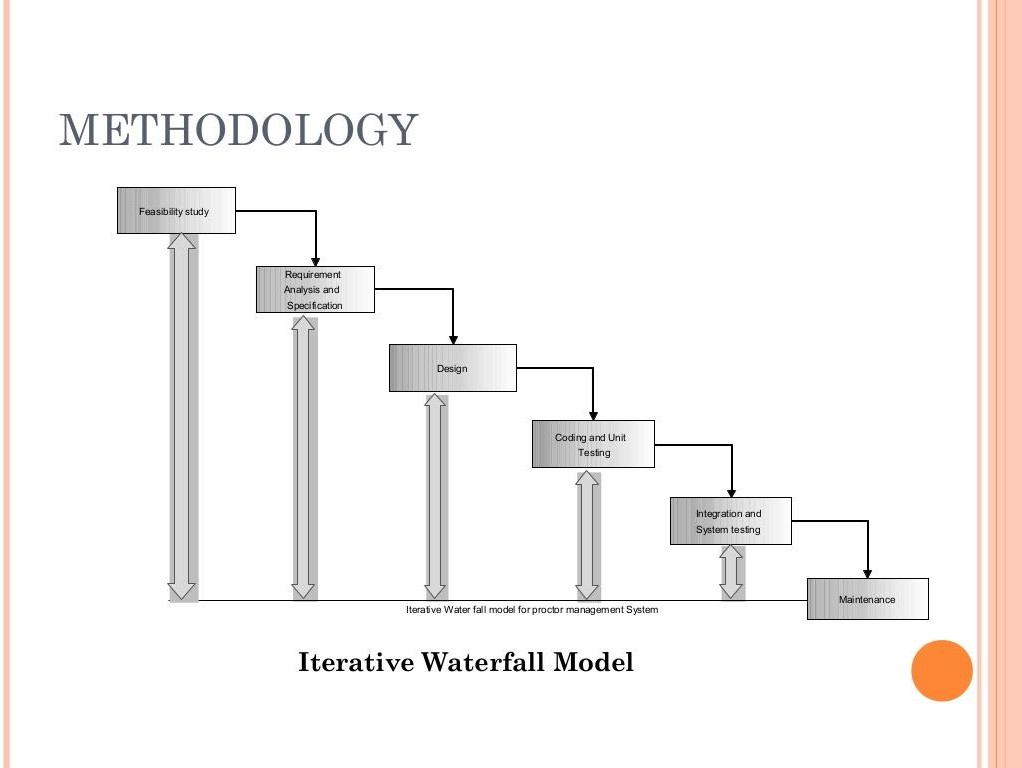 METHODOLOGY
Feasibility study
Requirement
Analysis and
Specification
Design
Coding and Unit
Testing
Integration and
System testing
Maintenance
Iterative Water fall model for proctor management System
Iterative Waterfall Model